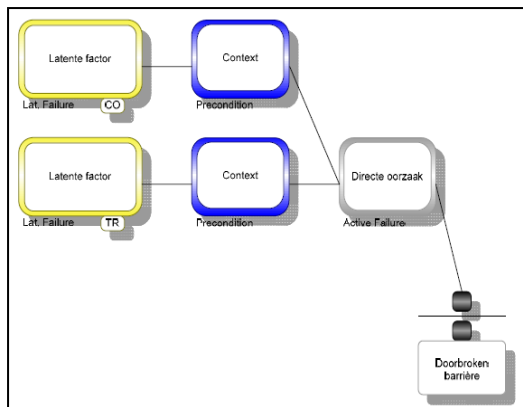 Latente factor
Context
Lat. Failure
CO
Precondition
Latente factor
Context
Directe oorzaak
Lat. Failure
TR
Precondition
Active Failure
Doorbroken
barrière